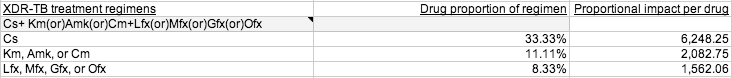 XDR-TB treatment regimens Drug proportion of regimen Proportional impact per drug
Cs+ Km(or)Amk(or)Cm+Lfx(or)Mfx(or)Gfx(or)Ofx
Cs 33.33% 6,248.25
Km, Amk, or Cm 11.11% 2,082.75
Lfx, Mfx, Gfx, or Ofx 8.33% 1,562.06